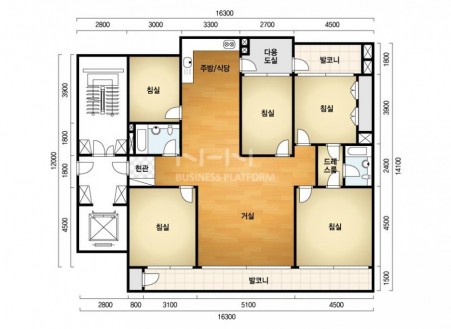 16300
2800 3000 3300 2700 4500
다용
도실
발코니
1800
주방/식당
3900
침실
침실
침실
3900
4000
1800
12000
N-HN
BUSINESS PLATFORM
1800
현관
드레
스룸
2400
14100
침실
거실
침실
4500
4500
발코니
1500
2800 800 3100 5100 4500
16300